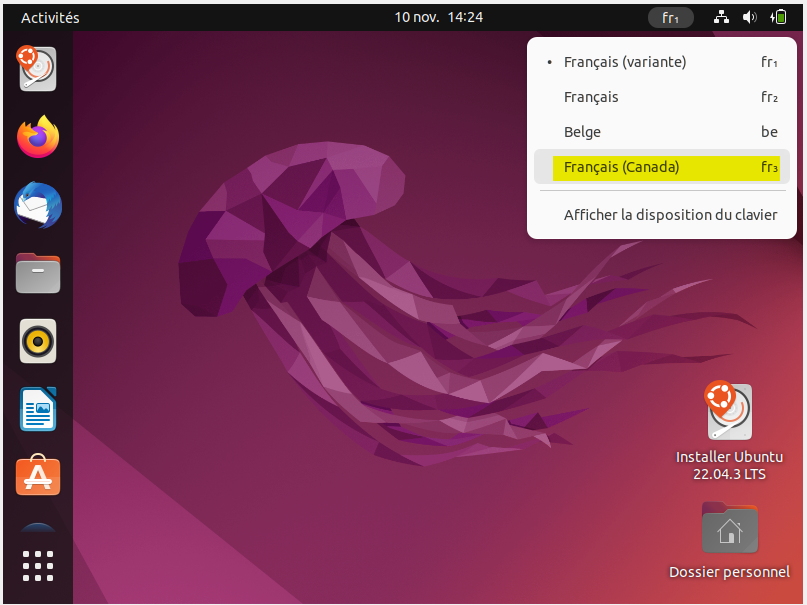 Activités
10 nov. 14:24
fr₁
Français (variante) fr₁
Français fr₂
Belge be
Français (Canada) fr₃
Afficher la disposition du clavier
Installer Ubuntu
22.04.3 LTS
Dossier personnel